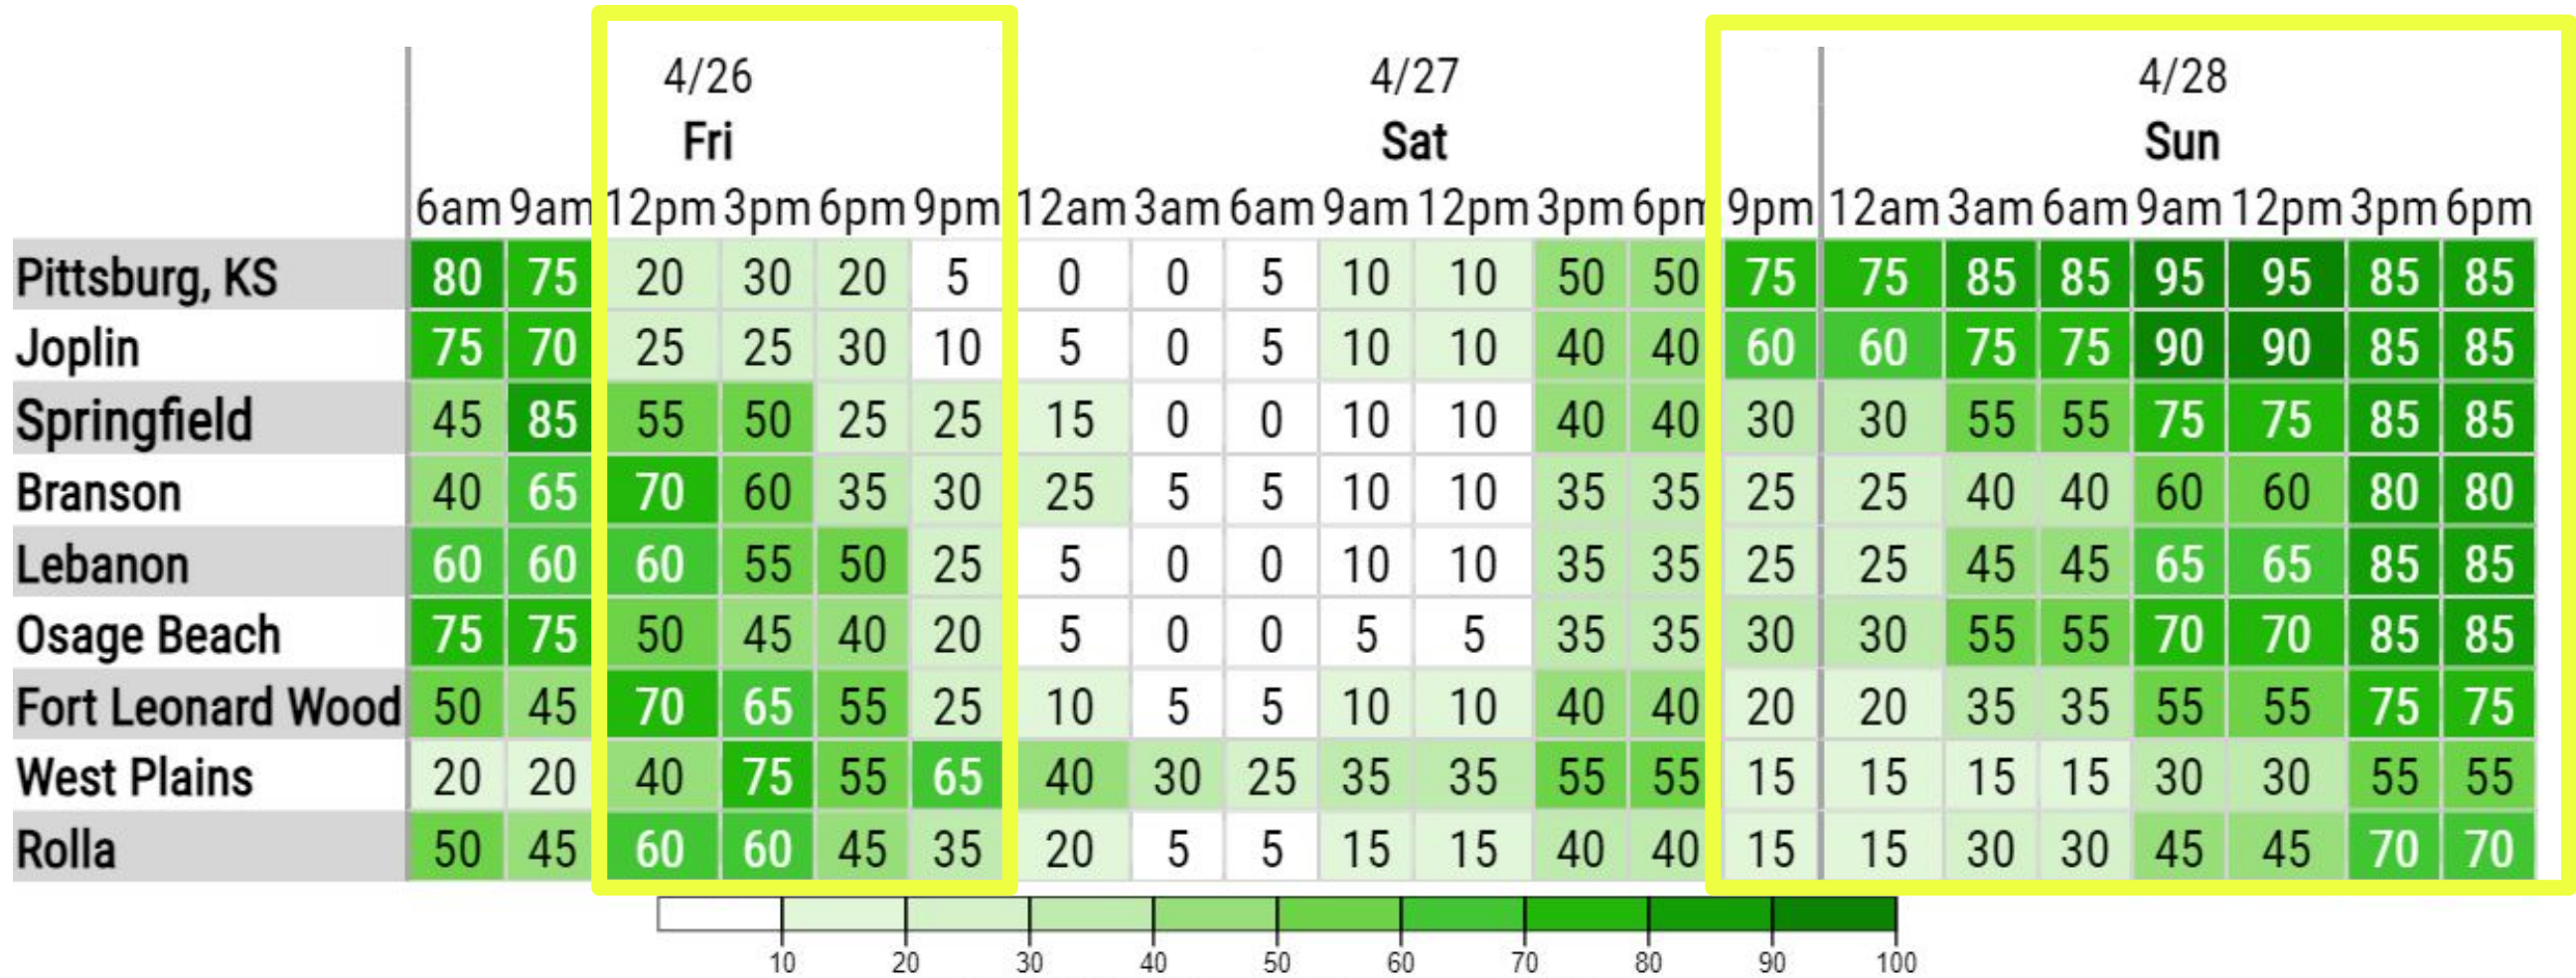 4/26 4/27 4/28
Fri Sat Sun
6am 9am 12pm 3pm 6pm 9pm 12am 3am 6am 9am 12pm 3pm 6pm 9pm 12am 3am 6am 9am 12pm 3pm 6pm
Pittsburg, KS 80 75 20 30 20 5 0 0 5 10 10 50 50 75 75 85 85 95 95 85 85
Joplin 75 70 25 25 30 10 5 0 5 10 10 40 40 60 60 75 75 90 90 85 85
Springfield 45 85 55 50 25 25 15 0 0 10 10 40 40 30 30 55 55 75 75 85 85
Branson 40 65 70 60 35 30 25 5 5 10 10 35 35 25 25 40 40 60 60 80 80
Lebanon 60 60 60 55 50 25 5 0 0 10 10 35 35 25 25 45 45 65 65 85 85
Osage Beach 75 75 50 45 40 20 5 0 0 5 5 35 35 30 30 55 55 70 70 85 85
Fort Leonard Wood 50 45 70 65 55 25 10 5 5 10 10 40 40 20 20 35 35 55 55 75 75
West Plains 20 20 40 75 55 65 40 30 25 35 35 55 55 15 15 15 15 30 30 55 55
Rolla 50 45 60 60 45 35 20 5 5 15 15 40 40 15 15 30 30 45 45 70 70
10 20 30 40 50 60 70 80 90 100